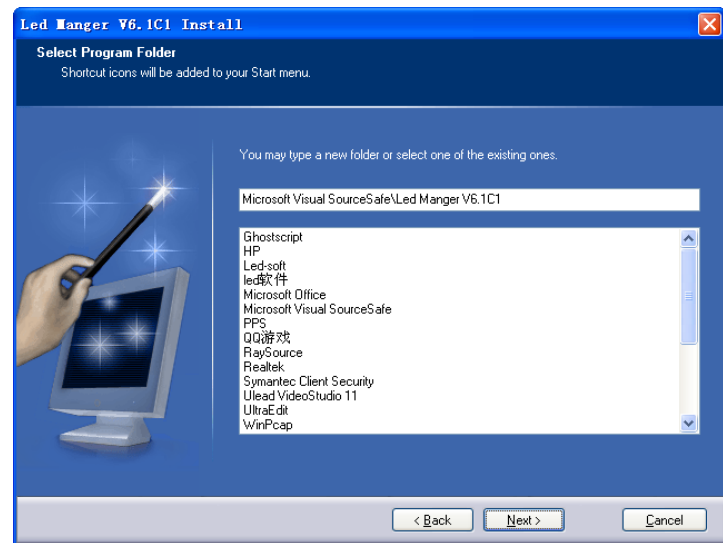 Led Manger V6.1C1 Install
Select Program Folder
Shortcut icons will be added to your Start menu.
You may type a new folder or select one of the existing ones.
Microsoft Visual SourceSafe\Led Manger V6.1C1
Ghostscript
HP
Led-soft
led软件
Microsoft Office
Microsoft Visual SourceSafe
PPS
QQ游戏
RaySource
Realtek
Symantec Client Security
Ulead VideoStudio 11
UltraEdit
WinPcap
< Back Next > Cancel